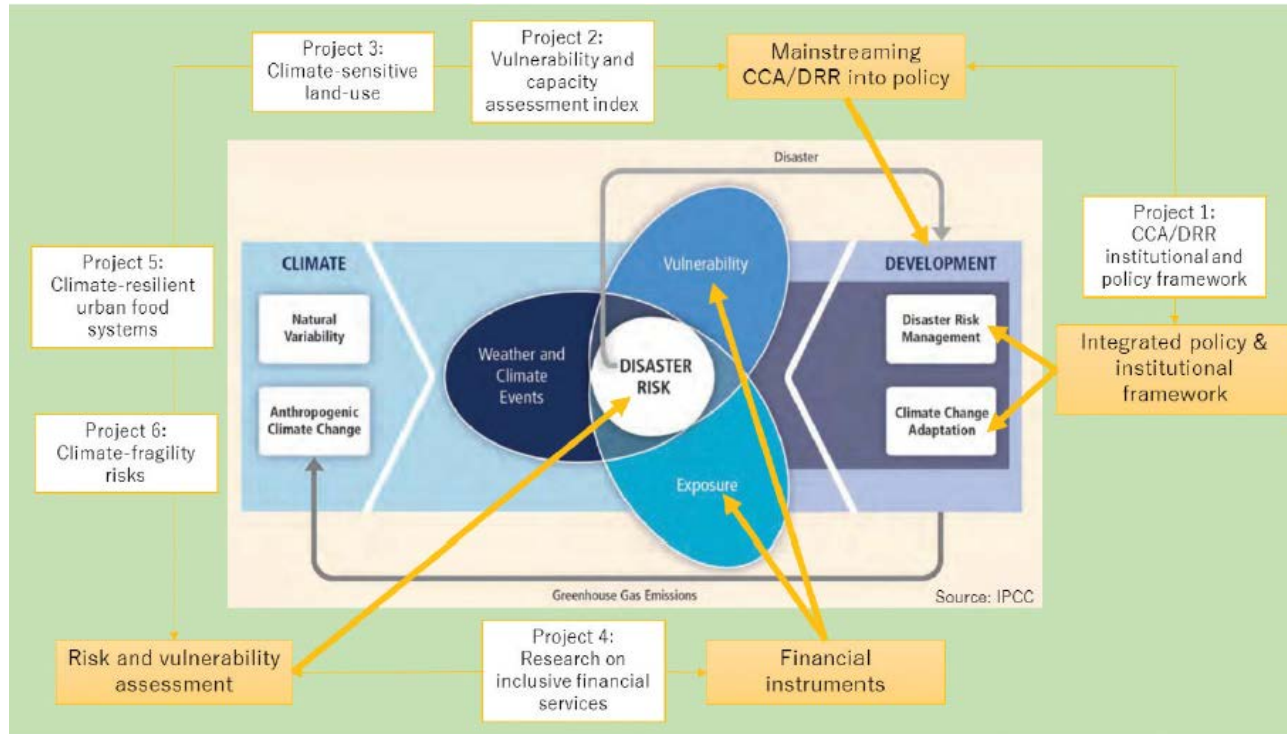 Project 3:
Climate-sensitive
land-use
Project 2:
Vulnerability and
capacity
assessment index
Mainstreaming
CCA/DRR into policy
Disaster
Project 1:
CCA/DRR
institutional and
policy framework
Project 5:
Climate-resilient
urban food
systems
CLIMATE
Natural
Variability
Anthropogenic
Climate Change
Weather and
Climate
Events
Vulnerability
DISASTER
RISK
Exposure
DEVELOPMENT
Disaster Risk
Management
Climate Change
Adaptation
Integrated policy &
institutional
framework
Project 6:
Climate-fragility
risks
Greenhouse Gas Emissions
Source: IPCC
Risk and vulnerability
assessment
Project 4:
Research on
inclusive financial
services
Financial
instruments